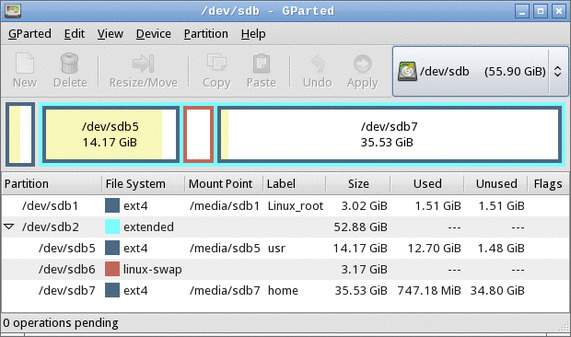 /dev/sdb - GParted
GParted Edit View Device Partition Help
New Delete Resize/Move Copy Paste Undo Apply /dev/sdb (55.90 GiB)
/dev/sdb5 /dev/sdb7
14.17 GiB 35.53 GiB
Partition File System Mount Point Label Size Used Unused Flags
/dev/sdb1 ext4 /media/sdb1 Linux_root 3.02 GiB 1.51 GiB 1.51 GiB
/dev/sdb2 extended 52.88 GiB --- ---
/dev/sdb5 ext4 /media/sdb5 usr 14.17 GiB 12.70 GiB 1.48 GiB
/dev/sdb6 linux-swap 3.17 GiB --- ---
/dev/sdb7 ext4 /media/sdb7 home 35.53 GiB 747.18 MiB 34.80 GiB
0 operations pending